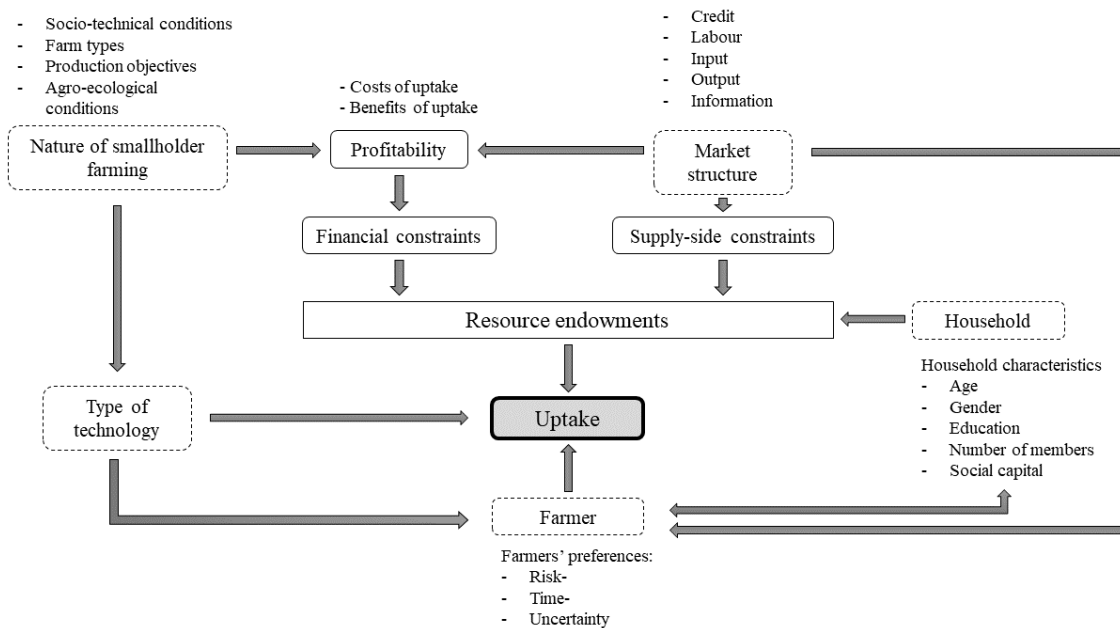 - Socio-technical conditions
- Farm types
- Production objectives
- Agro-ecological
conditions
- Costs of uptake
- Benefits of uptake
- Credit
- Labour
- Input
- Output
- Information
Nature of smallholder
farming
Profitability
Market
structure
Financial constraints
Supply-side constraints
Resource endowments
Household
Household characteristics
- Age
- Gender
- Education
- Number of members
- Social capital
Type of
technology
Uptake
Farmer
Farmers’ preferences:
- Risk-
- Time-
- Uncertainty